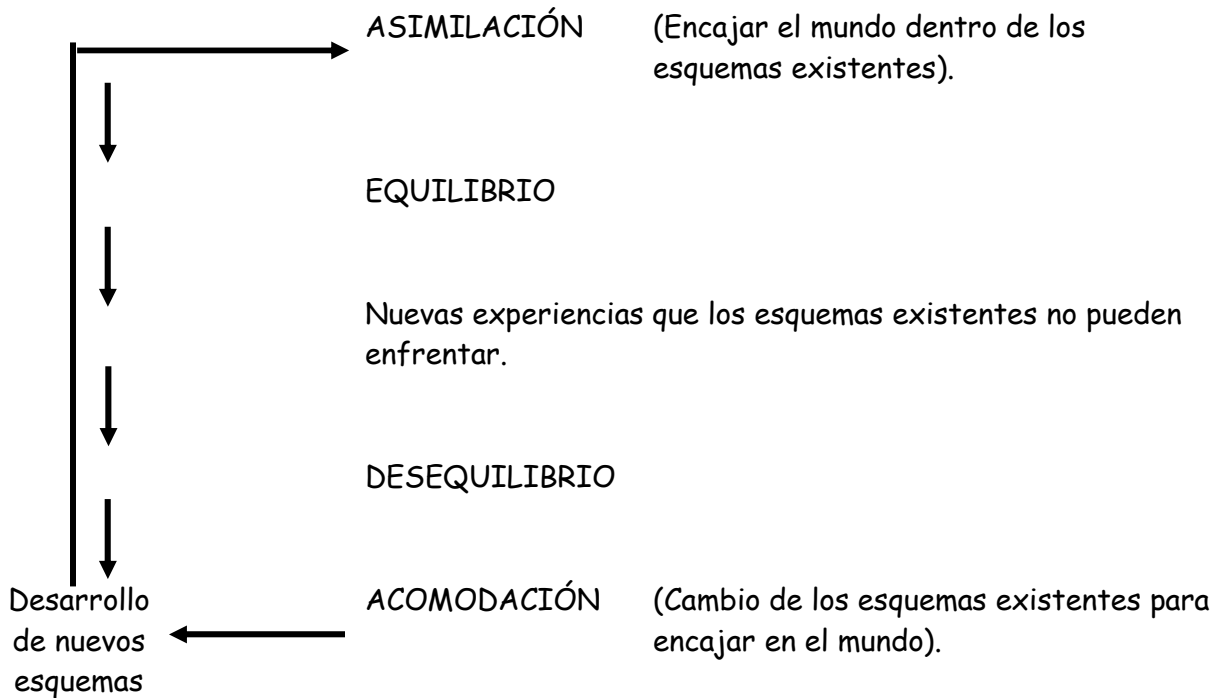 ASIMILACIÓN (Encajar el mundo dentro de los
esquemas existentes).
EQUILIBRIO
Nuevas experiencias que los esquemas existentes no pueden
enfrentar.
DESEQUILIBRIO
ACOMODACIÓN (Cambio de los esquemas existentes para
encajar en el mundo).
Desarrollo
de nuevos
esquemas